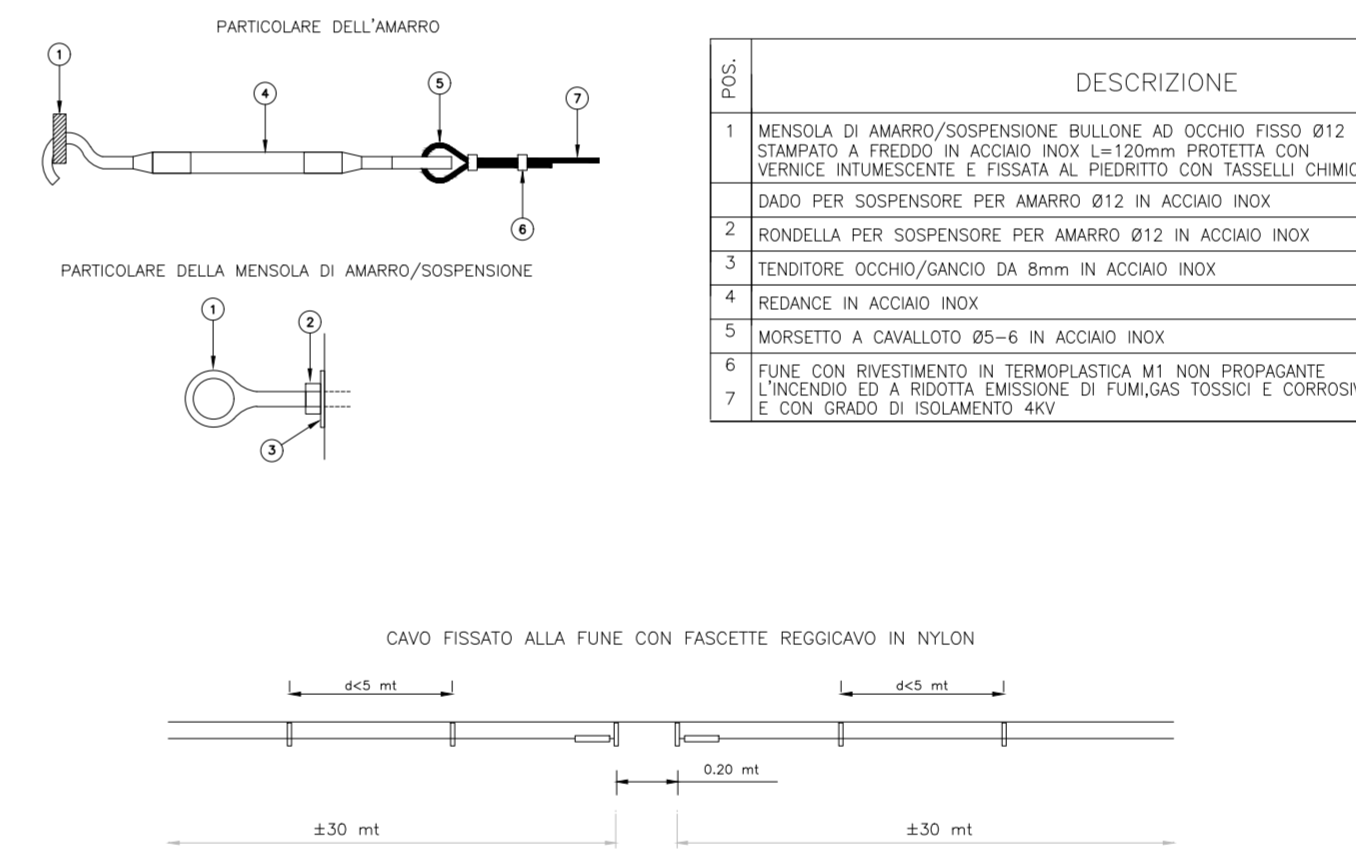 PARTICOLARE DELL'AMARRO
1
4
5
7
6
PARTICOLARE DELLA MENSOLA DI AMARRO/SOSPENSIONE
1
2
3
POS.
DESCRIZIONE
1
MENSOLA DI AMARRO/SOSPENSIONE BULLONE AD OCCHIO FISSO Ø12
STAMPATO A FREDDO IN ACCIAIO INOX L=120mm PROTETTA CON
VERNICE INTUMESCENTE E FISSATA AL PIEDRITTO CON TASSELLI CHIMIC
DADO PER SOSPENSORE PER AMARRO Ø12 IN ACCIAIO INOX
2
RONDELLA PER SOSPENSORE PER AMARRO Ø12 IN ACCIAIO INOX
3
TENDITORE OCCHIO/GANCIO DA 8mm IN ACCIAIO INOX
4
REDANCE IN ACCIAIO INOX
5
MORSETTO A CAVALLOTO Ø5-6 IN ACCIAIO INOX
6
FUNE CON RIVESTIMENTO IN TERMOPLASTICA M1 NON PROPAGANTE
7
L'INCENDIO ED A RIDOTTA EMISSIONE DI FUMI,GAS TOSSICI E CORROSIV
E CON GRADO DI ISOLAMENTO 4KV
CAVO FISSATO ALLA FUNE CON FASCETTE REGGICAVO IN NYLON
d<5 mt
d<5 mt
0.20 mt
±30 mt
±30 mt